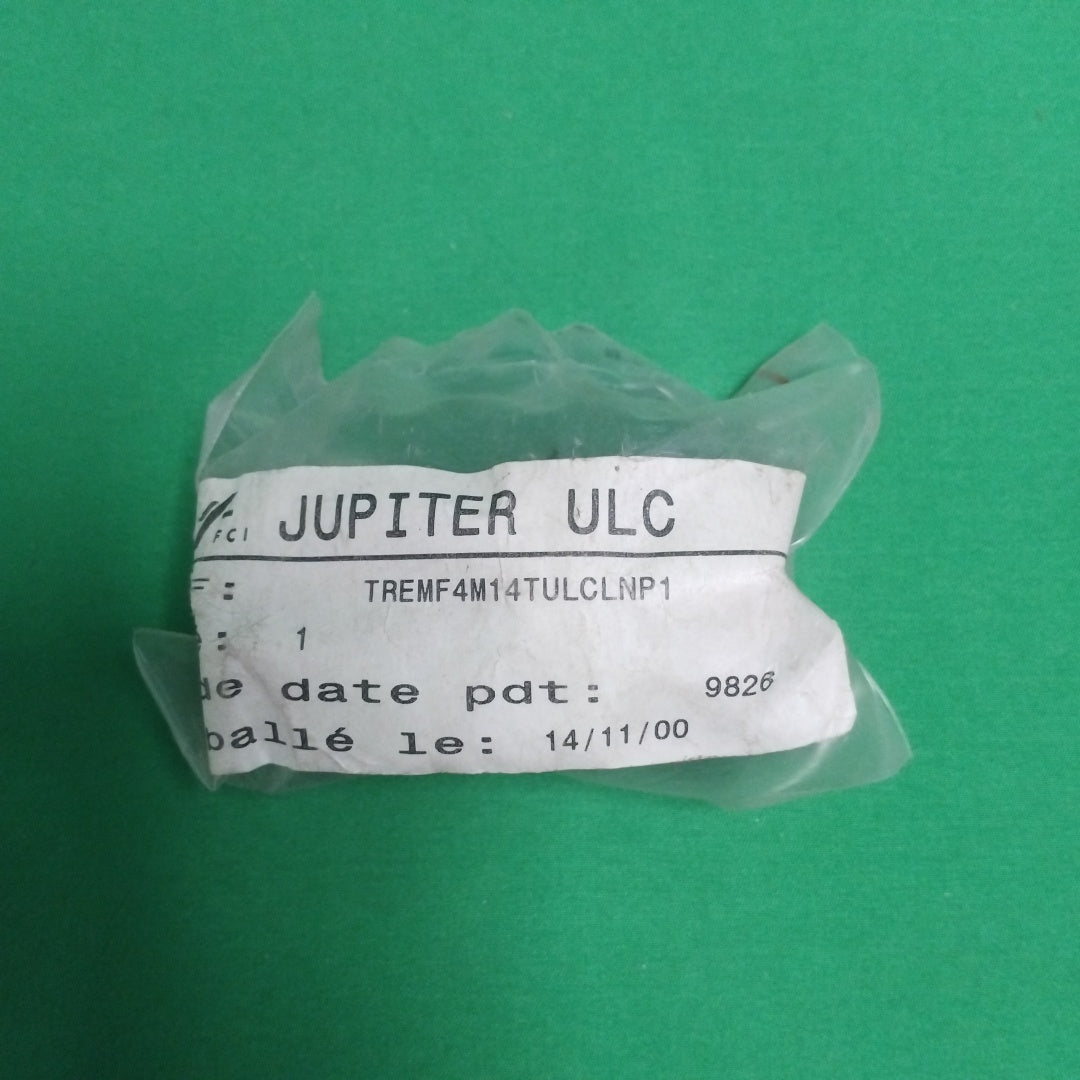 FCI JUPITER ULC
F: TREMF4M14TULCLNP1
: 1
de date pdt: 9826
ballé le: 14/11/00